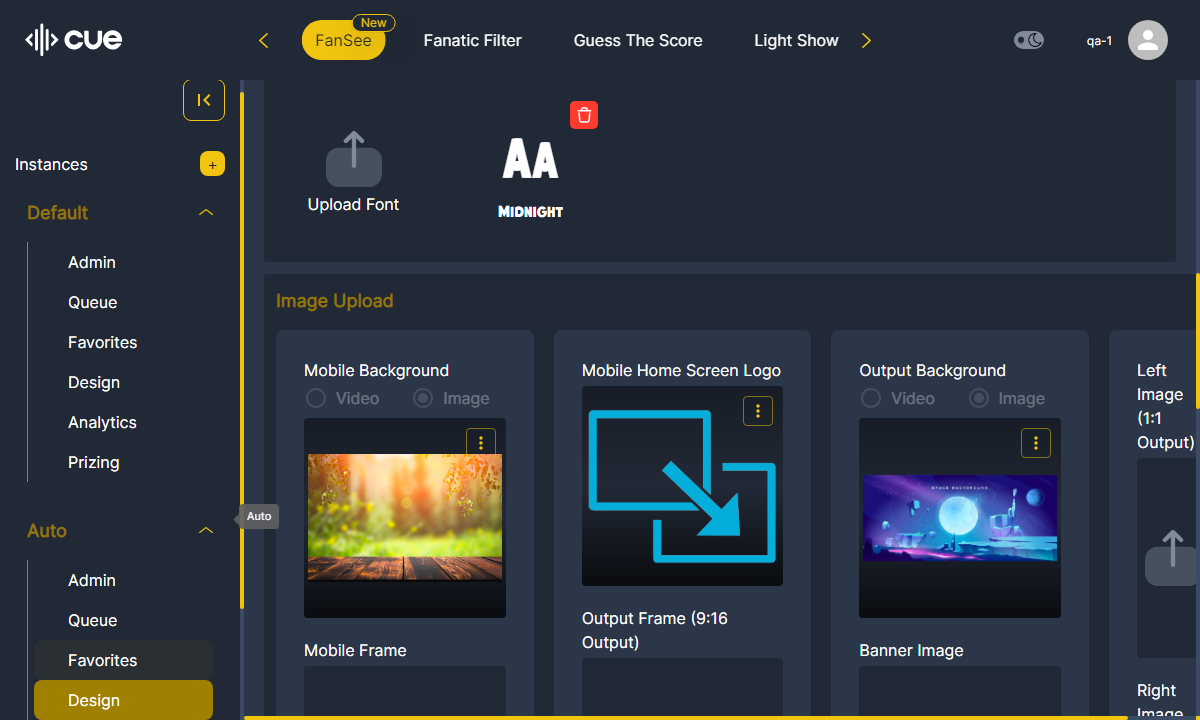 cue
FanSee
New
Fanatic Filter
Guess The Score
Light Show
qa-1
Instances
+
Default
Admin
Queue
Favorites
Design
Analytics
Prizing
Auto
Auto
Admin
Queue
Favorites
Design
Upload Font
AA
MIDNIGHT
Image Upload
Mobile Background
Video
Image
Mobile Frame
Mobile Home Screen Logo
Output Frame (9:16
Output)
Output Background
Video
Image
SPACE BACKGROUND
Banner Image
Left
Image
(1:1
Output)
Right
Image